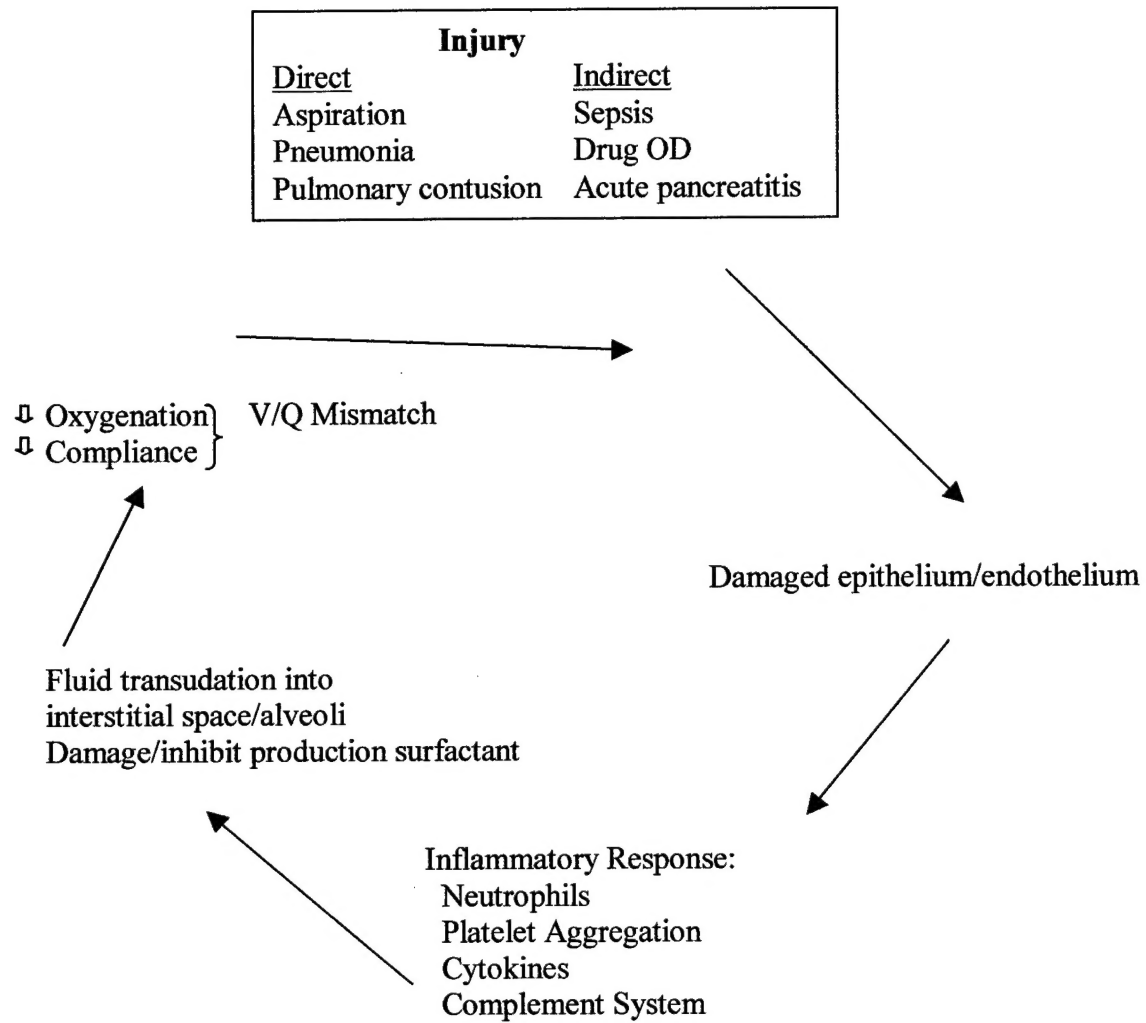 Injury
Direct Indirect
Aspiration Sepsis
Pneumonia Drug OD
Pulmonary contusion Acute pancreatitis
⇩ Oxygenation} V/Q Mismatch
⇩ Compliance
Damaged epithelium/endothelium
Fluid transudation into
interstitial space/alveoli
Damage/inhibit production surfactant
Inflammatory Response:
Neutrophils
Platelet Aggregation
Cytokines
Complement System